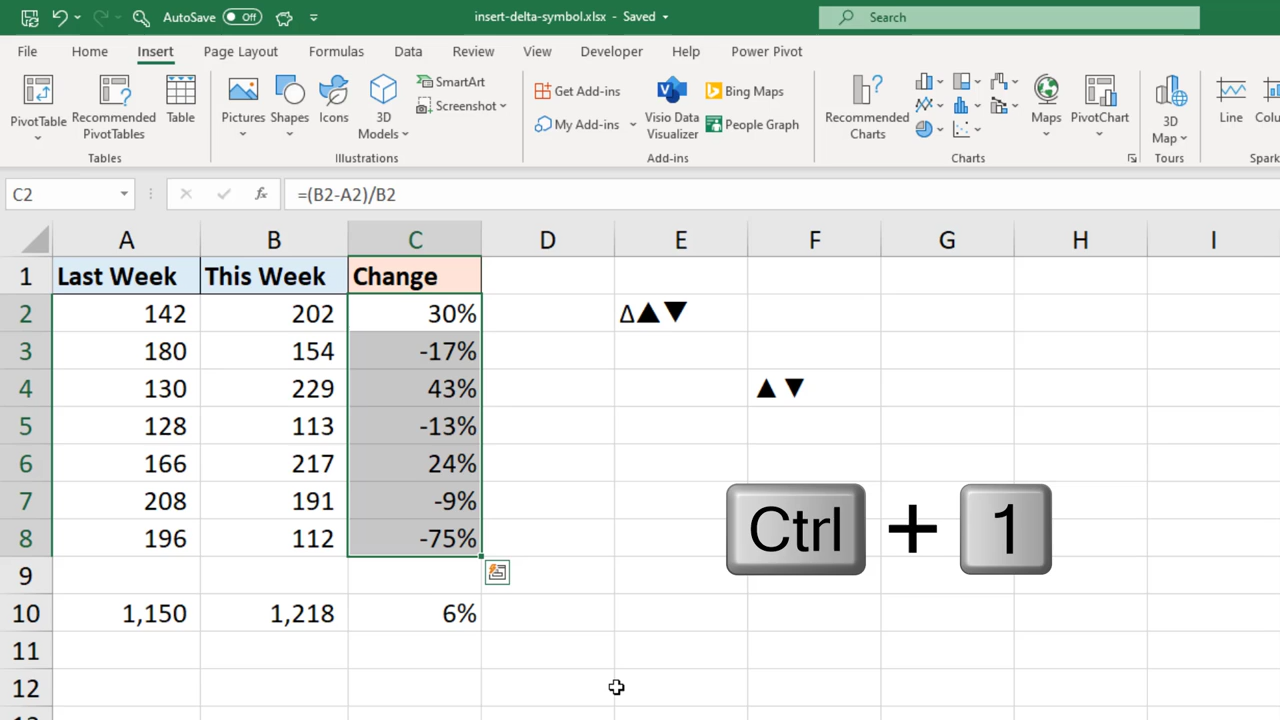 AutoSave Off insert-delta-symbol.xlsx - Saved Search
File Home Insert Page Layout Formulas Data Review View Developer Help Power Pivot
PivotTable
Recommended
PivotTables
Table
Tables
Pictures
Shapes
Icons
3D
Models
SmartArt
Screenshot
Illustrations
Get Add-ins
My Add-ins
Visio Data
Visualizer
Bing Maps
People Graph
Add-ins
Recommended
Charts
Maps
PivotChart
Charts
3D
Map
Tours
Line
Colu
Spark
C2 fx =(B2-A2)/B2
A B C D E F G H I
1 Last Week This Week Change
2 142 202 30% Δ▲▼
3 180 154 -17%
4 130 229 43% ▲ ▼
5 128 113 -13%
6 166 217 24%
7 208 191 -9%
8 196 112 -75%
Ctrl + 1
9
10 1,150 1,218 6%
11
12